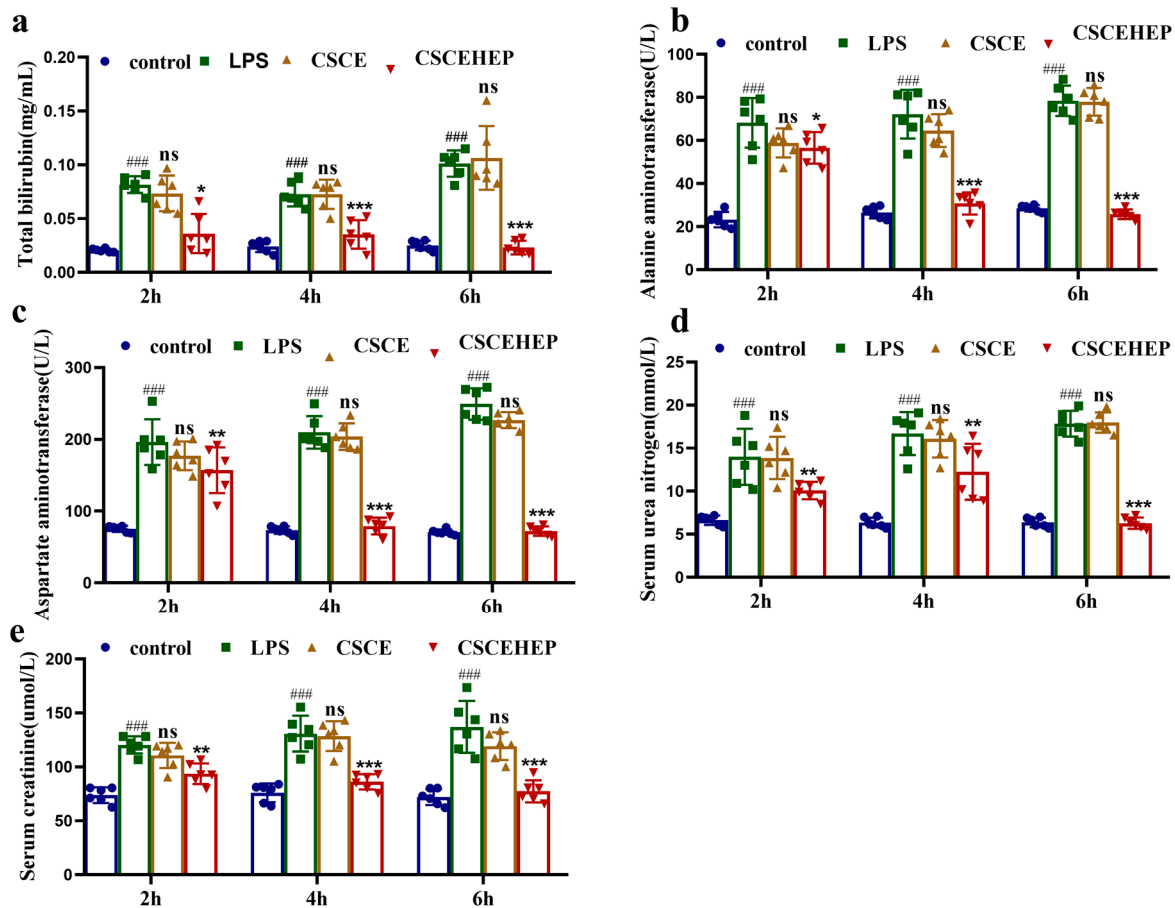 a
control LPS CSCE CSCEHEP
Total bilirubin(mg/mL)
0.20
0.15
0.10
0.05
0.00
### ns *
### ns ***
### ns ***
2h 4h 6h
b
control LPS CSCE CSCEHEP
Alanine aminotransferase(U/L)
100
80
60
40
20
0
### ns *
### ns ***
### ns ***
2h 4h 6h
c
control LPS CSCE CSCEHEP
Aspartate aminotransferase(U/L)
300
200
100
0
### ns **
### ns ***
### ns ***
2h 4h 6h
d
control LPS CSCE CSCEHEP
Serum urea nitrogen(mmol/L)
25
20
15
10
5
0
### ns **
### ns **
### ns ***
2h 4h 6h
e
control LPS CSCE CSCEHEP
Serum creatinine(umol/L)
200
150
100
50
0
### ns **
### ns ***
### ns ***
2h 4h 6h